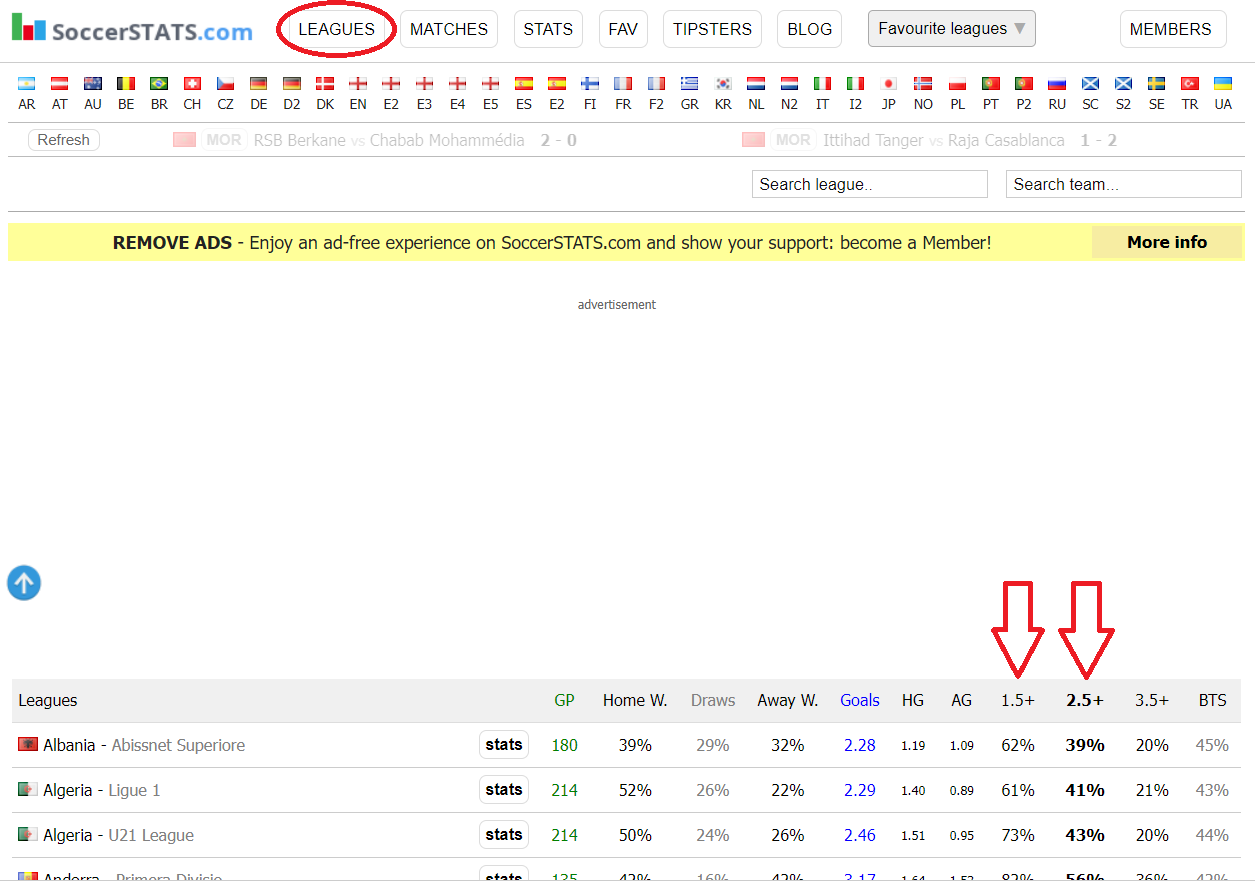 SoccerSTATS.com LEAGUES MATCHES STATS FAV TIPSTERS BLOG Favourite leagues ▼ MEMBERS
AR AT AU BE BR CH CZ DE D2 DK EN E2 E3 E4 E5 ES E2 FI FR F2 GR KR NL N2 IT I2 JP NO PL PT P2 RU SC S2 SE TR UA
Refresh MOR RSB Berkane vs Chabab Mohammédia 2 - 0 MOR Ittihad Tanger vs Raja Casablanca 1 - 2
Search league.. Search team...
REMOVE ADS - Enjoy an ad-free experience on SoccerSTATS.com and show your support: become a Member! More info
advertisement
Leagues GP Home W. Draws Away W. Goals HG AG 1.5+ 2.5+ 3.5+ BTS
Albania - Abissnet Superiore stats 180 39% 29% 32% 2.28 1.19 1.09 62% 39% 20% 45%
Algeria - Ligue 1 stats 214 52% 26% 22% 2.29 1.40 0.89 61% 41% 21% 43%
Algeria - U21 League stats 214 50% 24% 26% 2.46 1.51 0.95 73% 43% 20% 44%
Andorra - Primera Divisio stats 135 42% 16% 42% 3.17 1.64 1.53 82% 56% 36% 42%